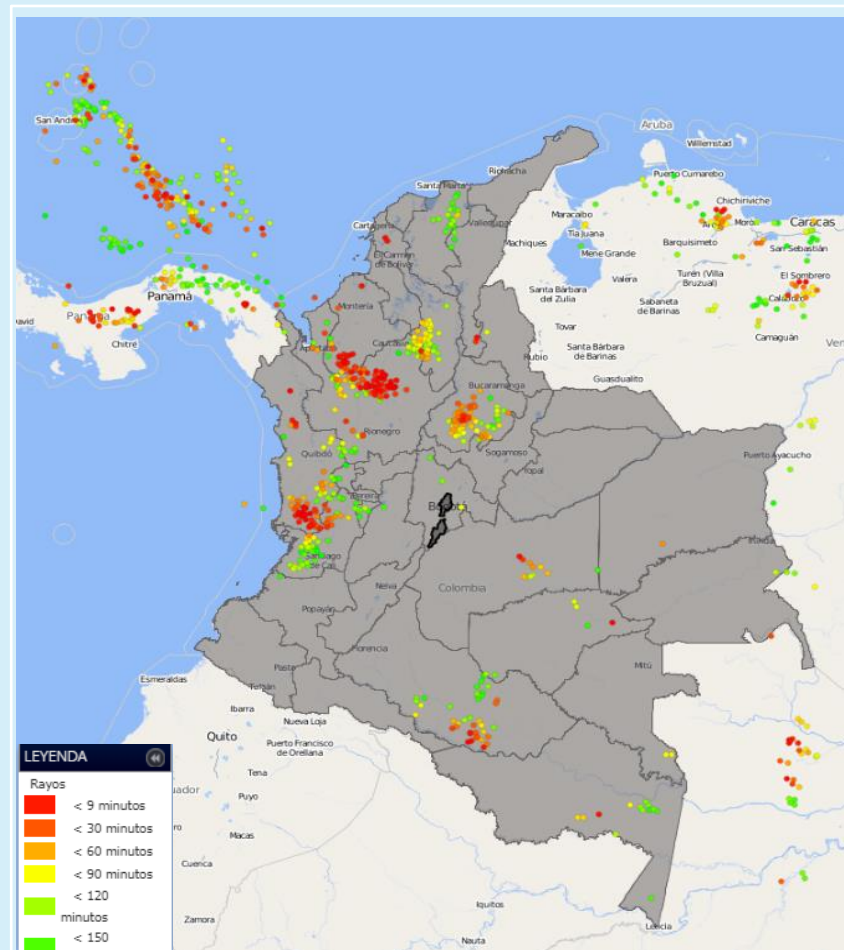 Aruba
Willemstad
San Andrés
Riohacha
Puerto Cumarebo
Santa Marta
Chichiriviche
Maracaibo
Valledupar
Caracas
Cartagena
Tía Juana
Machiques
Barquisimeto
San Sebastián
El Carmen
de Bolívar
Mene Grande
Turén (Villa
Bruzual)
El Sombrero
Valera
Panamá
Santa Bárbara
del Zulia
Sabaneta
de Barinas
Calabozo
Montería
Panamá
Tovar
David
Camaguán
Chitré
Santa Bárbara
de Barinas
Ven
Rubio
Guasdualito
Bucaramanga
Rionegro
Quibdó
Sogamoso
Puerto Ayacucho
Yopal
Pereira
Bogotá
Inírida
Santiago
de Cali
Neiva
Colombia
Popayán
Florencia
Mitú
Pasto
Esmeraldas
Tulcán
Ibarra
Nueva Loja
Quito
Puerto Francisco
de Orellana
Tena
Ecuador
Puyo
Macas
Cuenca
Iquitos
Zamora
Leticia
Nauta
LEYENDA
Rayos
< 9 minutos
< 30 minutos
< 60 minutos
< 90 minutos
< 120
minutos
< 150